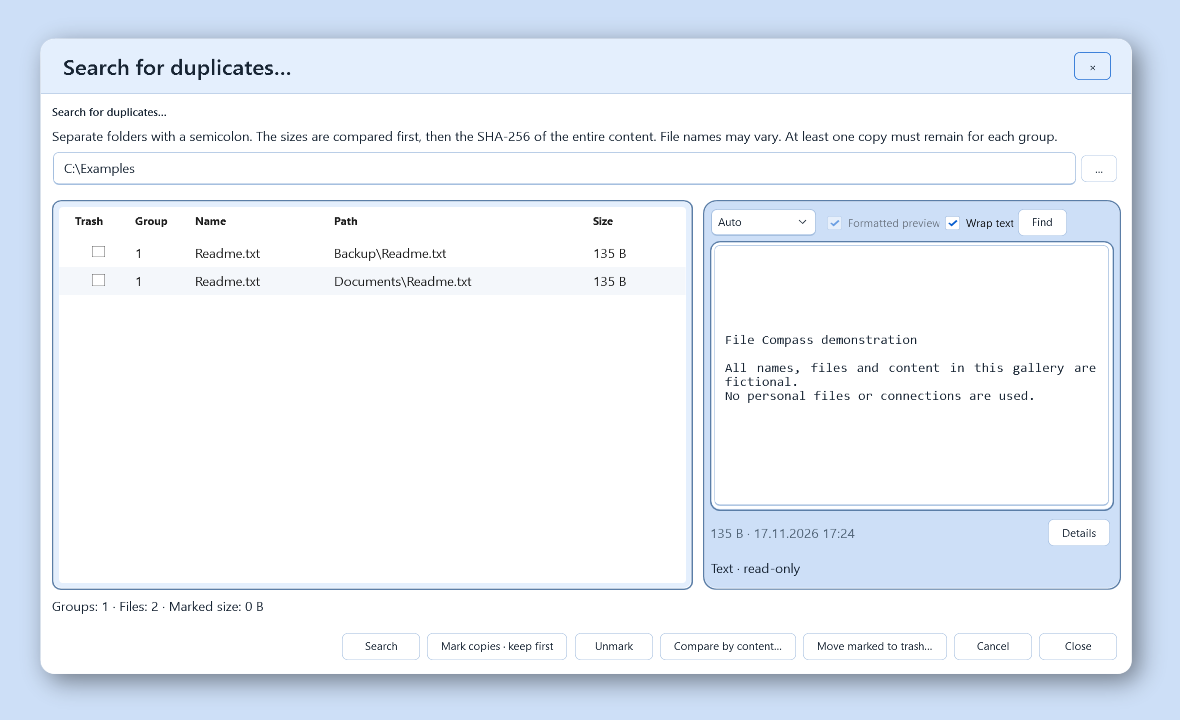 Search for duplicates...
×
Search for duplicates...
Separate folders with a semicolon. The sizes are compared first, then the SHA-256 of the entire content. File names may vary. At least one copy must remain for each group.
C:\Examples
...
Trash Group Name Path Size
1 Readme.txt Backup\Readme.txt 135 B
1 Readme.txt Documents\Readme.txt 135 B
Auto Formatted preview Wrap text Find
File Compass demonstration
All names, files and content in this gallery are
fictional.
No personal files or connections are used.
135 B · 17.11.2026 17:24 Details
Text · read-only
Groups: 1 · Files: 2 · Marked size: 0 B
Search Mark copies · keep first Unmark Compare by content... Move marked to trash... Cancel Close